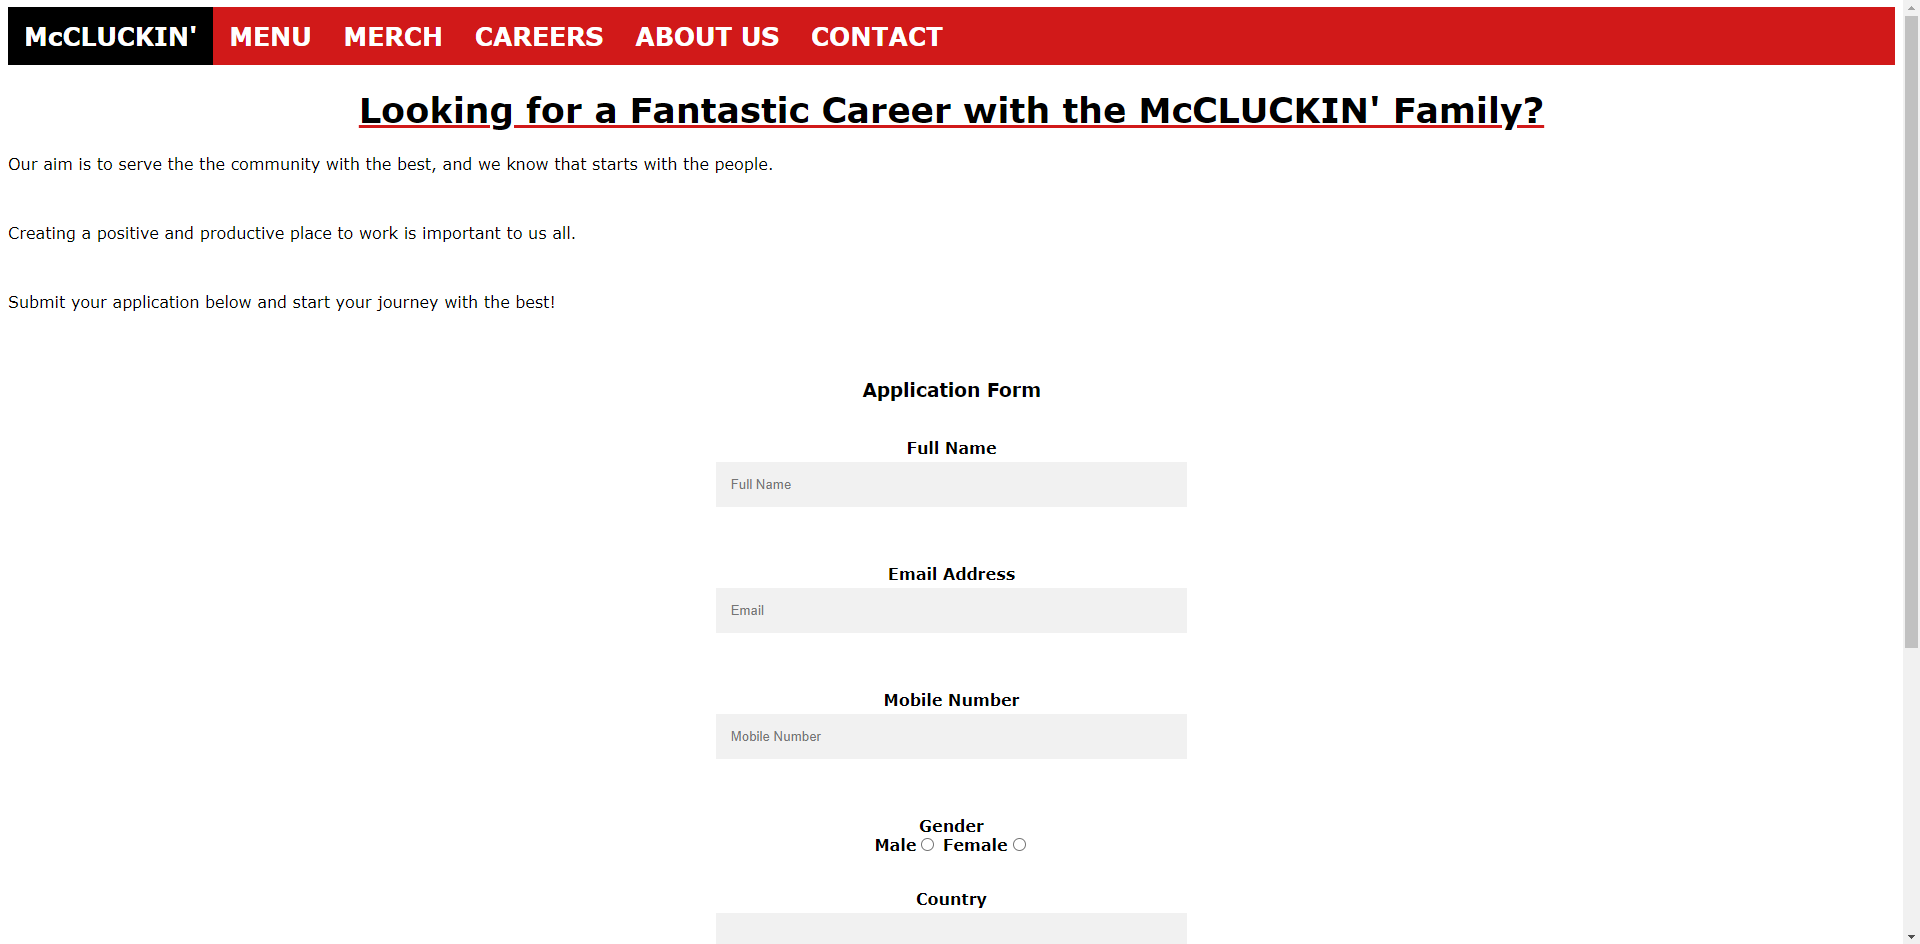 McCLUCKIN' MENU MERCH CAREERS ABOUT US CONTACT
Looking for a Fantastic Career with the McCLUCKIN' Family?
Our aim is to serve the the community with the best, and we know that starts with the people.
Creating a positive and productive place to work is important to us all.
Submit your application below and start your journey with the best!
Application Form
Full Name
Full Name
Email Address
Email
Mobile Number
Mobile Number
Gender
Male Female
Country